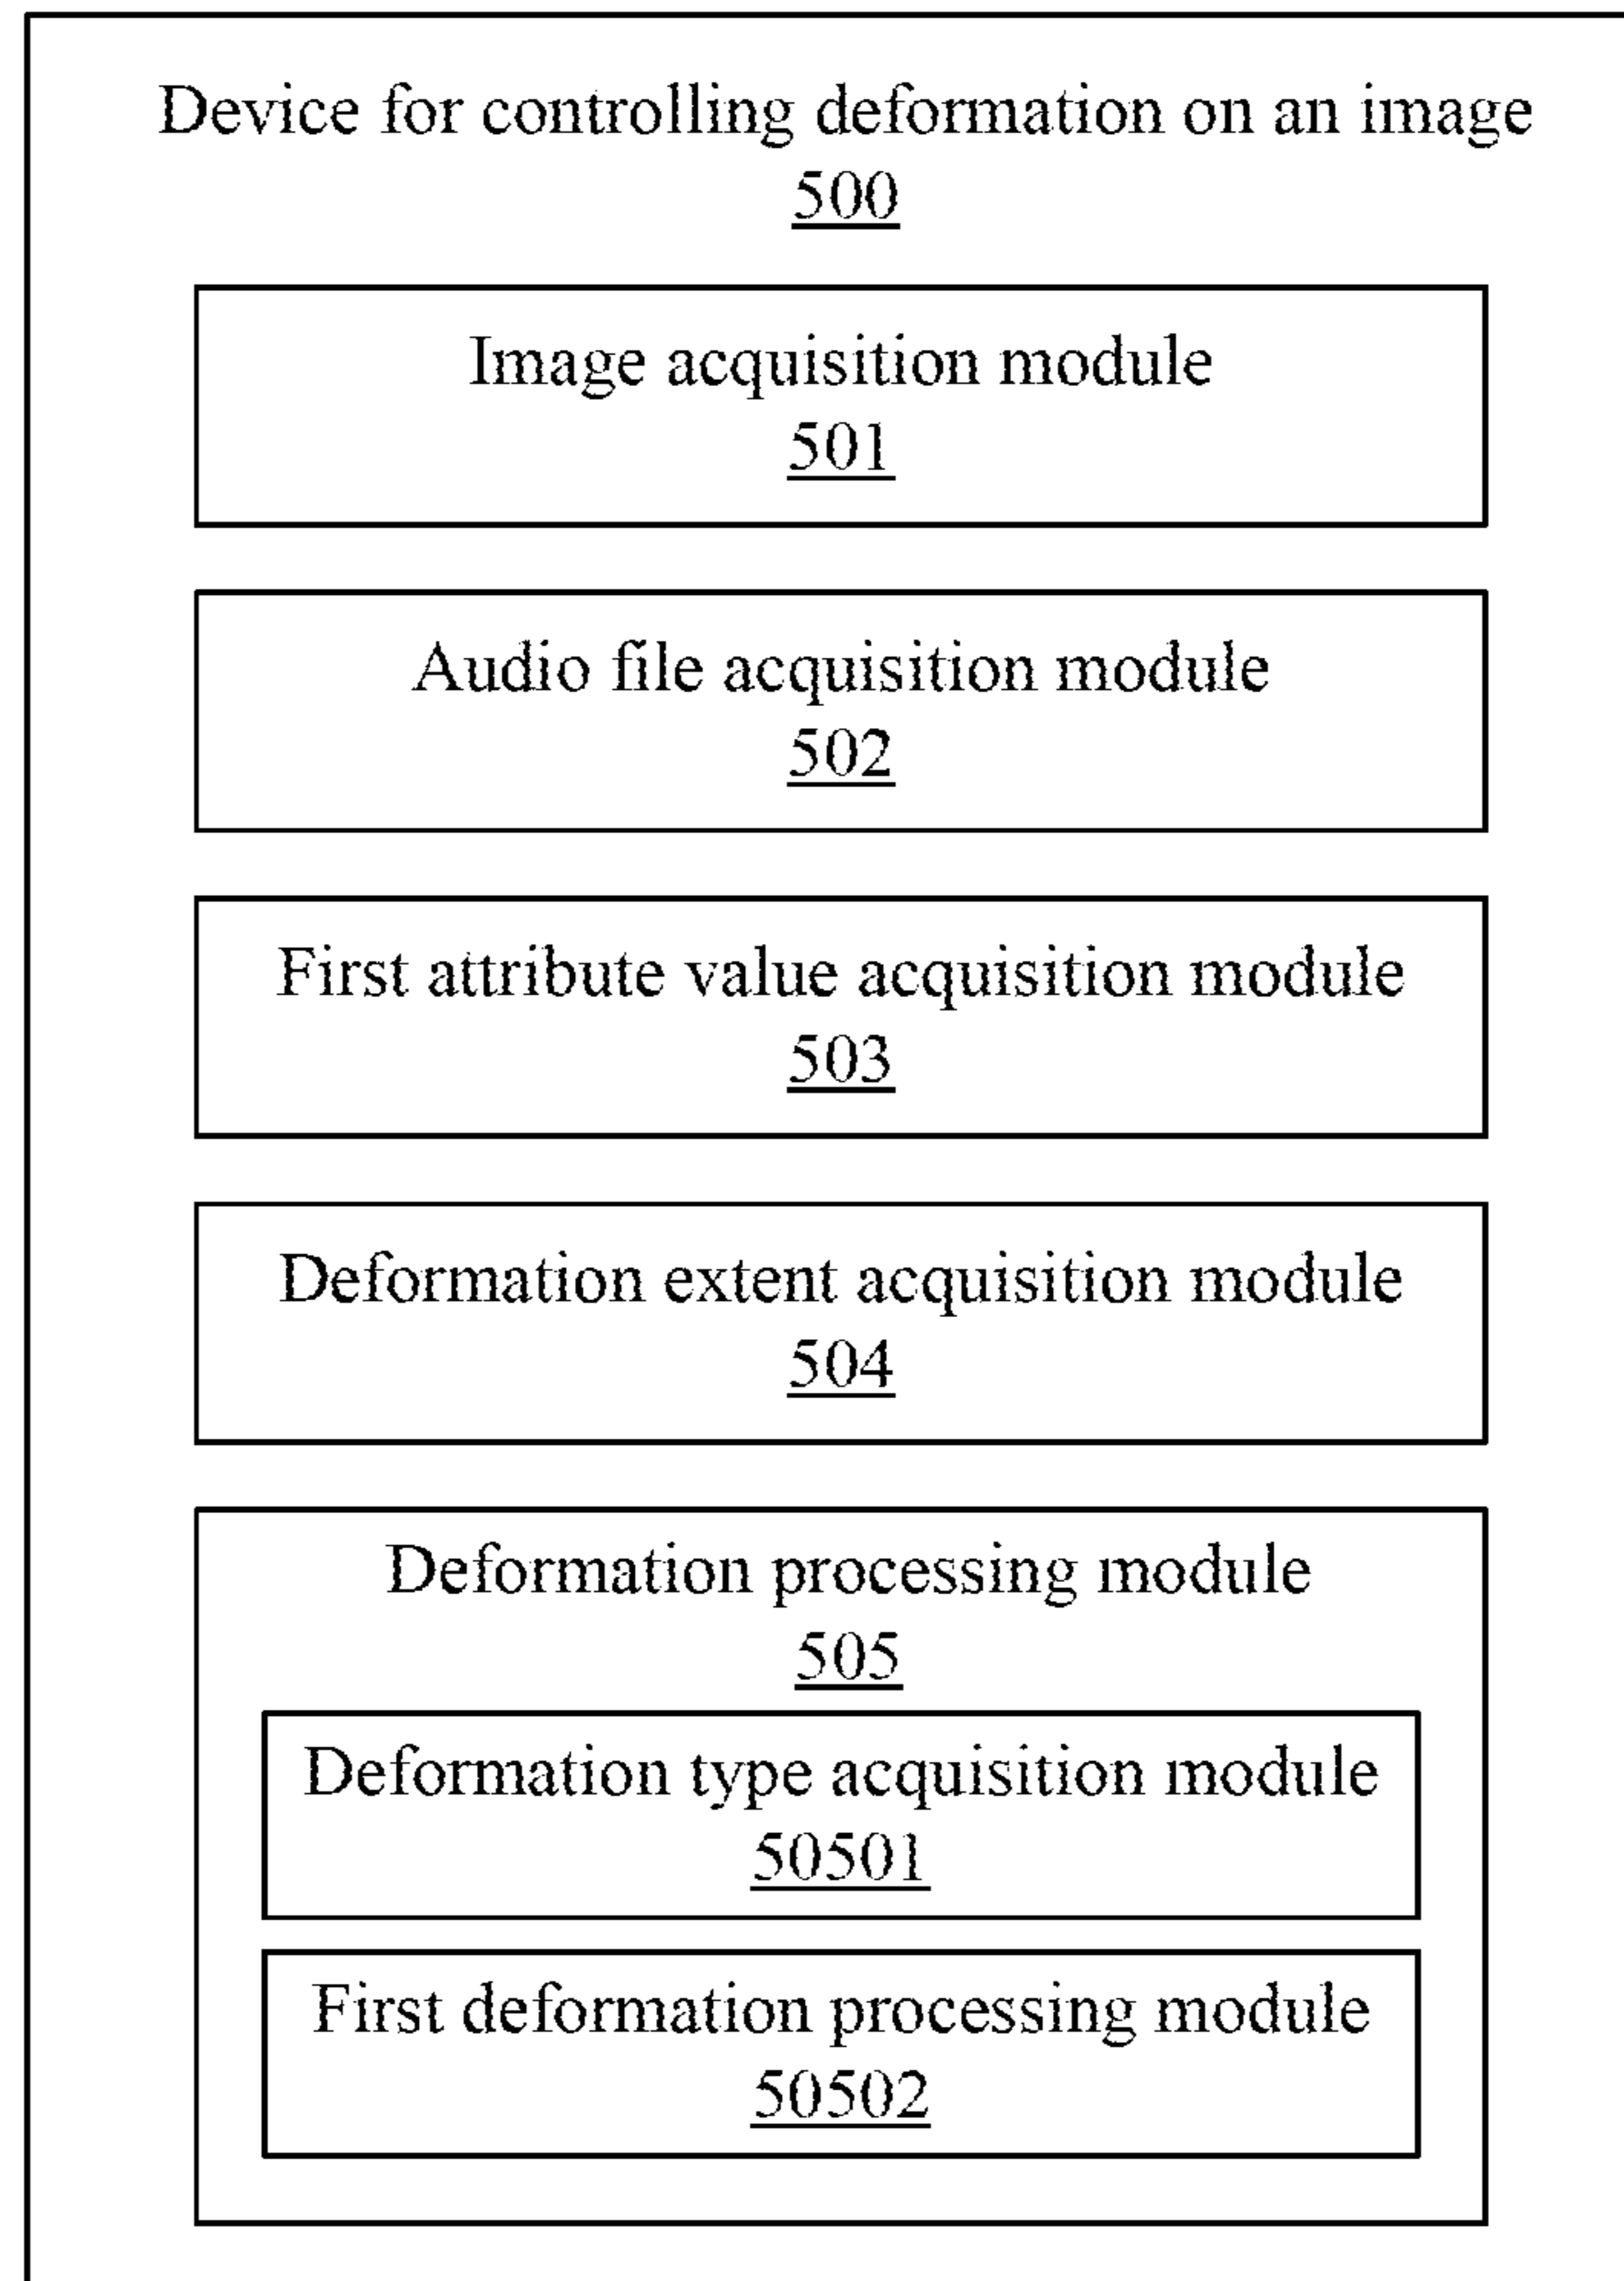 Device for controlling deformation on an image
500
Image acquisition module
501
Audio file acquisition module
502
First attribute value acquisition module
503
Deformation extent acquisition module
504
Deformation processing module
505
Deformation type acquisition module
50501
First deformation processing module
50502